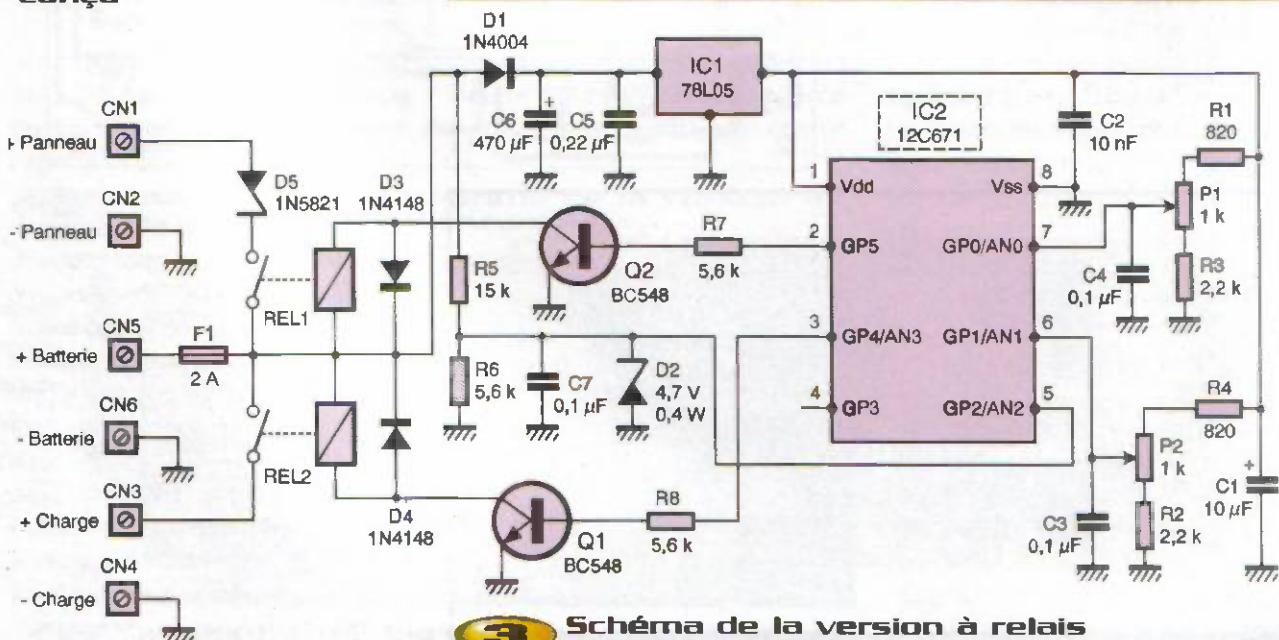 conçu
CN1
+ Panneau
CN2
- Panneau
CN5
+ Batterie
CN6
- Batterie
CN3
+ Charge
CN4
- Charge
F1
2 A
D5
1N5821
REL1
REL2
D3
1N4148
D4
1N4148
D1
1N4004
C6
470 µF
+
C5
0,22 µF
IC1
78L05
R5
15 k
R6
5,6 k
C7
0,1 µF
D2
4,7 V
0,4 W
Q2
BC548
R7
5,6 k
Q1
BC548
R8
5,6 k
IC2
12C671
1
Vdd
Vss
8
2
GP5
GP0/AN0
7
3
GP4/AN3
GP1/AN1
6
4
GP3
GP2/AN2
5
C2
10 nF
R1
820
P1
1 k
R3
2,2 k
C4
0,1 µF
R4
820
P2
1 k
R2
2,2 k
C3
0,1 µF
C1
10 µF
+
3 Schéma de la version à relais